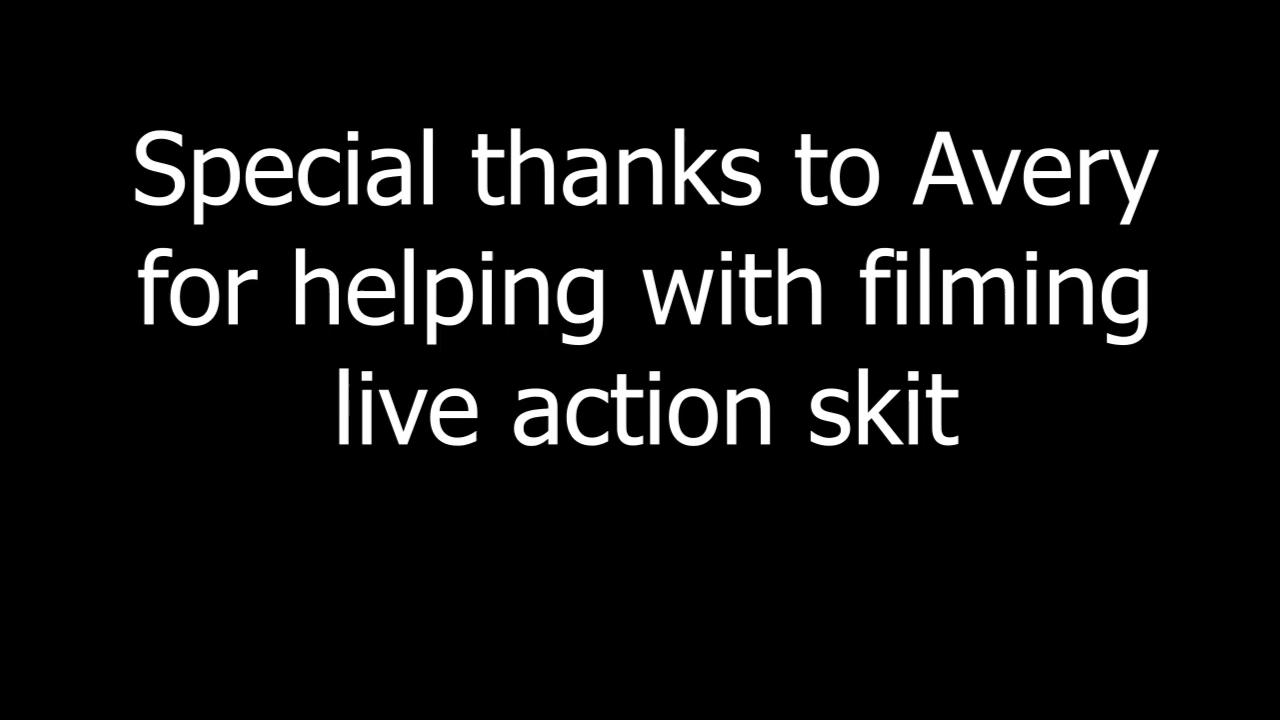 Special thanks to Avery
for helping with filming
live action skit